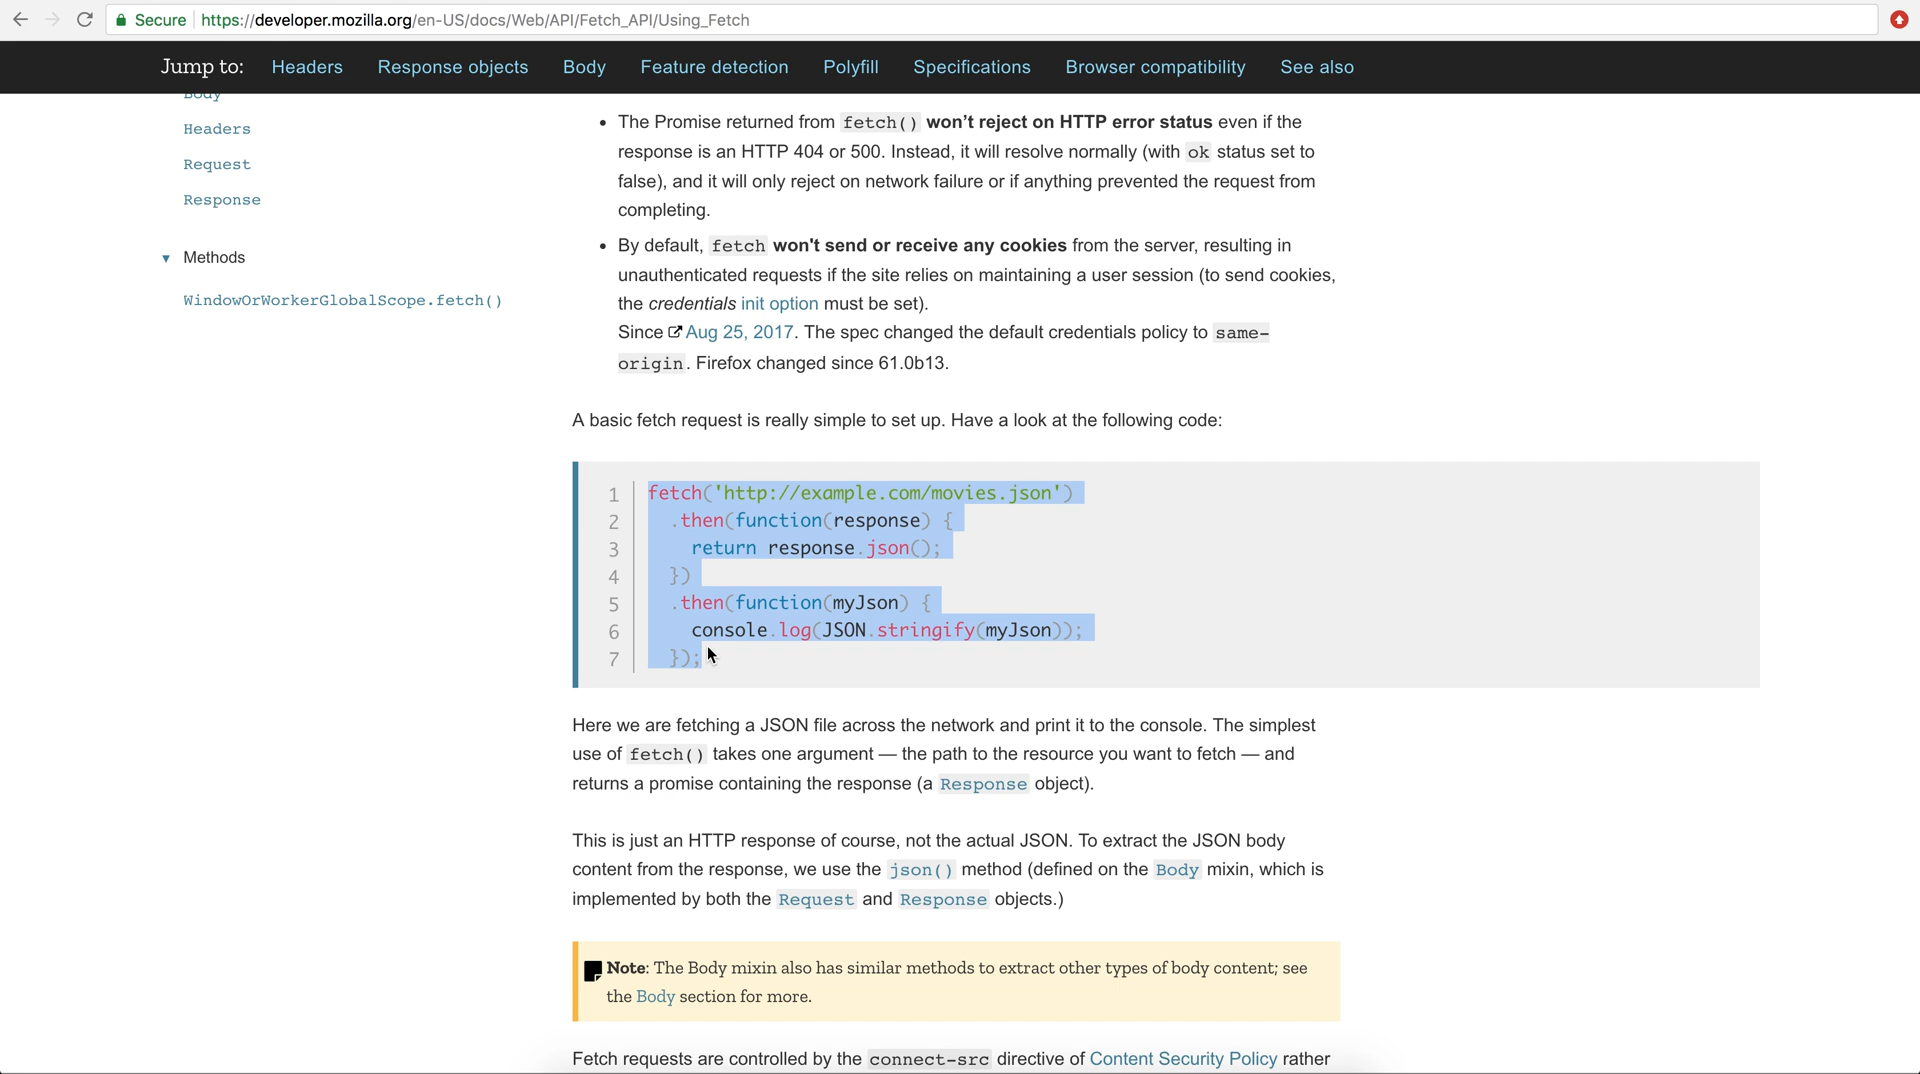 Secure https://developer.mozilla.org/en-US/docs/Web/API/Fetch_API/Using_Fetch
Jump to: Headers Response objects Body Feature detection Polyfill Specifications Browser compatibility See also
Body
Headers
Request
Response
▾ Methods
WindowOrWorkerGlobalScope.fetch()
• The Promise returned from fetch() won’t reject on HTTP error status even if the
response is an HTTP 404 or 500. Instead, it will resolve normally (with ok status set to
false), and it will only reject on network failure or if anything prevented the request from
completing.
• By default, fetch won't send or receive any cookies from the server, resulting in
unauthenticated requests if the site relies on maintaining a user session (to send cookies,
the credentials init option must be set).
Since Aug 25, 2017. The spec changed the default credentials policy to same-
origin. Firefox changed since 61.0b13.
A basic fetch request is really simple to set up. Have a look at the following code:
1 fetch('http://example.com/movies.json')
2 .then(function(response) {
3 return response.json();
4 })
5 .then(function(myJson) {
6 console.log(JSON.stringify(myJson));
7 });
Here we are fetching a JSON file across the network and print it to the console. The simplest
use of fetch() takes one argument — the path to the resource you want to fetch — and
returns a promise containing the response (a Response object).
This is just an HTTP response of course, not the actual JSON. To extract the JSON body
content from the response, we use the json() method (defined on the Body mixin, which is
implemented by both the Request and Response objects.)
Note: The Body mixin also has similar methods to extract other types of body content; see
the Body section for more.
Fetch requests are controlled by the connect-src directive of Content Security Policy rather